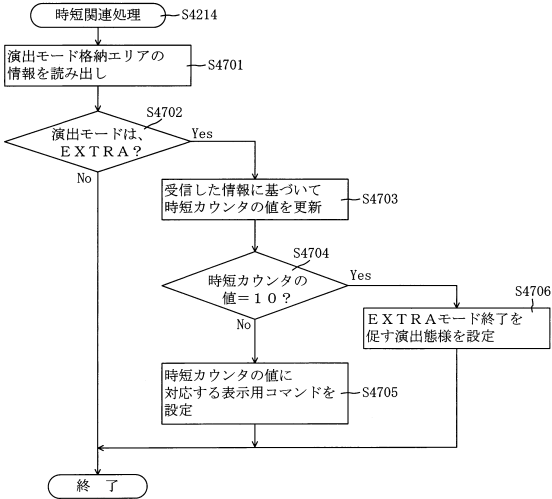 時短関連処理
S4214
演出モード格納エリアの
情報を読み出し
S4701
S4702
演出モードは、
ＥＸＴＲＡ？
Yes
No
受信した情報に基づいて
時短カウンタの値を更新
S4703
S4704
時短カウンタの
値＝１０？
Yes
No
S4706
ＥＸＴＲＡモード終了を
促す演出態様を設定
時短カウンタの値に
対応する表示用コマンドを
設定
S4705
終　了